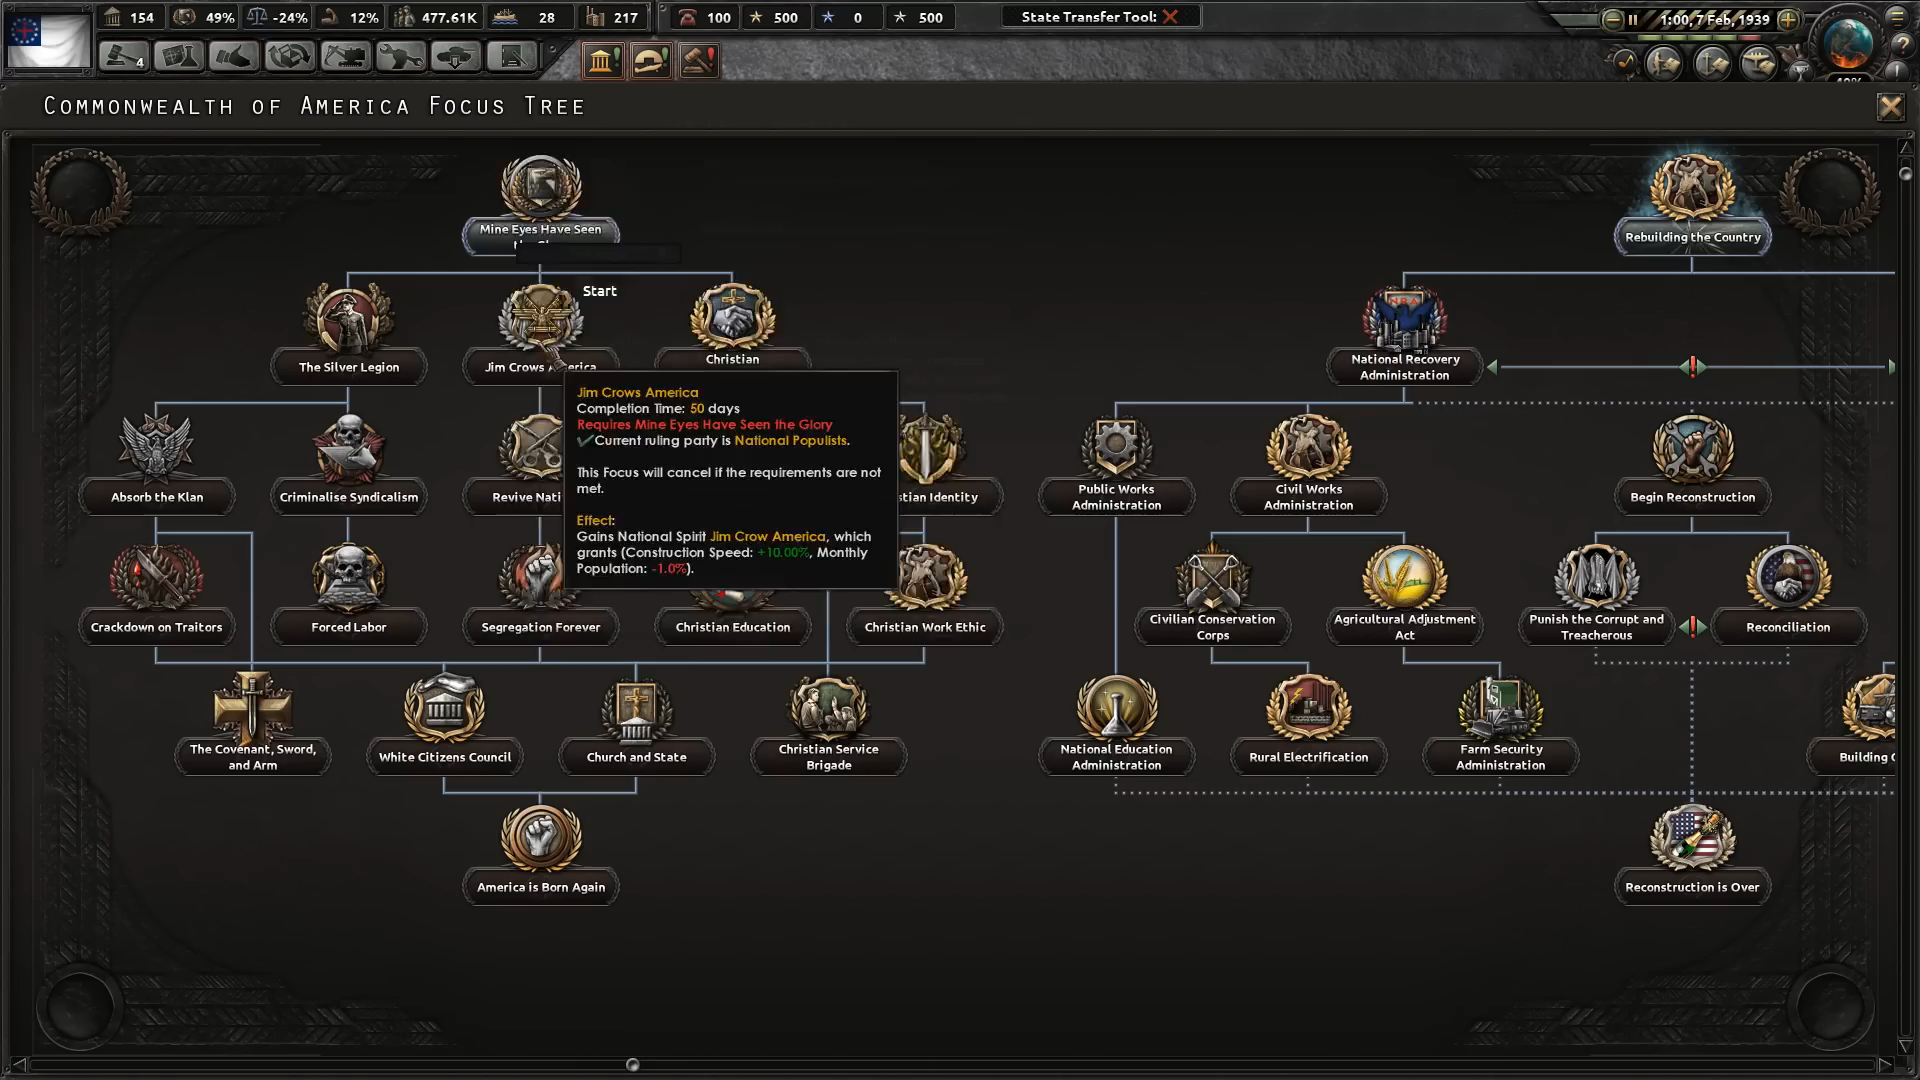 154
49%
-24%
12%
477.61K
28
217
100
500
0
500
State Transfer Tool:
1:00, 7 Feb, 1939
4
Commonwealth of America Focus Tree
Mine Eyes Have Seen
Rebuilding the Country
Start
The Silver Legion
Jim Crows America
Christian
National Recovery
Administration
Jim Crows America
Completion Time: 50 days
Requires Mine Eyes Have Seen the Glory
Current ruling party is National Populists.
This Focus will cancel if the requirements are not
met.
Effect:
Gains National Spirit Jim Crow America, which
grants (Construction Speed: +10.00%, Monthly
Population: -1.0%).
Absorb the Klan
Criminalise Syndicalism
Revive Nati
stian Identity
Public Works
Administration
Civil Works
Administration
Begin Reconstruction
Crackdown on Traitors
Forced Labor
Segregation Forever
Christian Education
Christian Work Ethic
Civilian Conservation
Corps
Agricultural Adjustment
Act
Punish the Corrupt and
Treacherous
Reconciliation
The Covenant, Sword,
and Arm
White Citizens Council
Church and State
Christian Service
Brigade
National Education
Administration
Rural Electrification
Farm Security
Administration
Building
America is Born Again
Reconstruction is Over